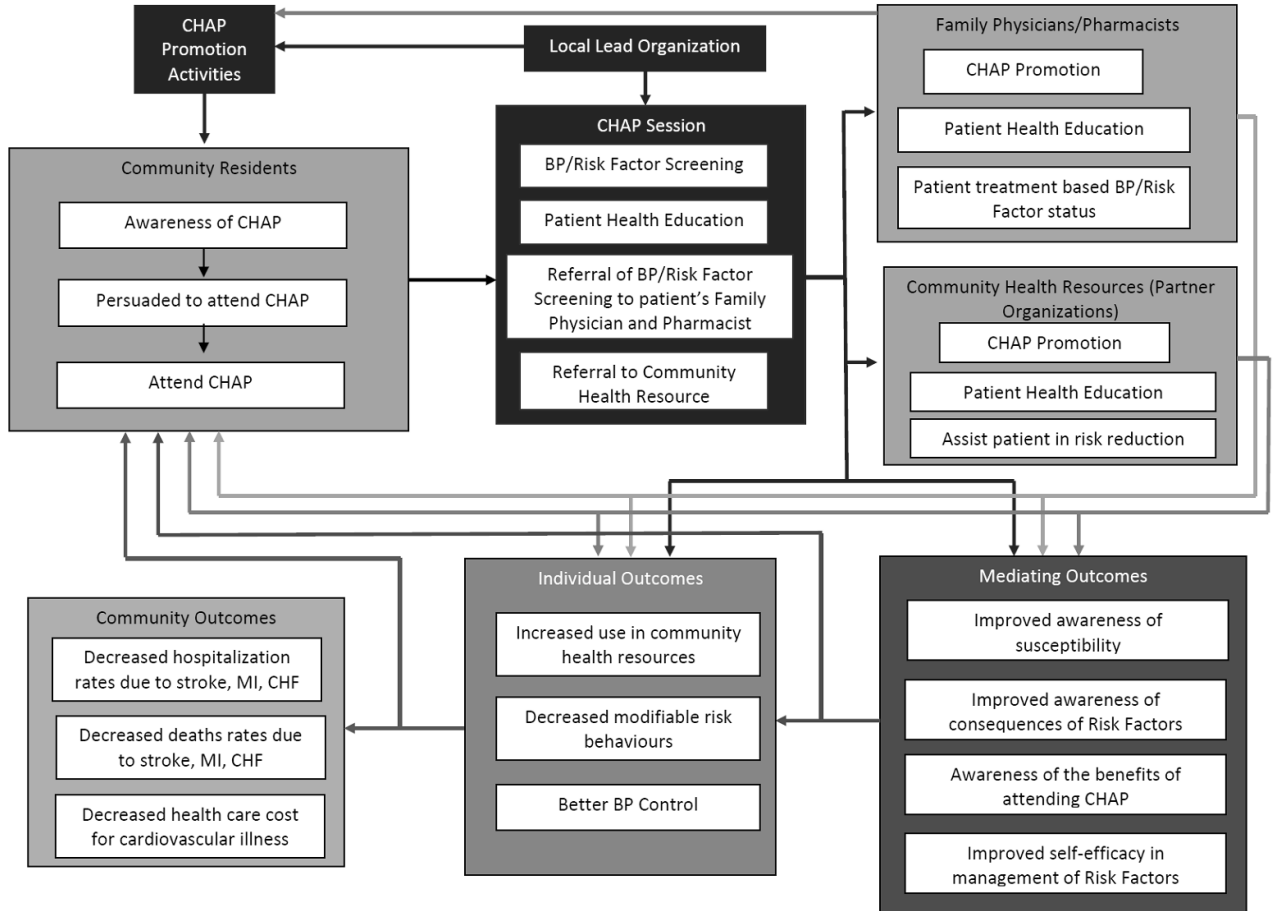 CHAP
Promotion
Activities
Local Lead Organization
Family Physicians/Pharmacists
CHAP Promotion
Patient Health Education
Patient treatment based BP/Risk
Factor status
Community Residents
Awareness of CHAP
Persuaded to attend CHAP
Attend CHAP
CHAP Session
BP/Risk Factor Screening
Patient Health Education
Referral of BP/Risk Factor
Screening to patient's Family
Physician and Pharmacist
Referral to Community
Health Resource
Community Health Resources (Partner
Organizations)
CHAP Promotion
Patient Health Education
Assist patient in risk reduction
Community Outcomes
Decreased hospitalization
rates due to stroke, MI, CHF
Decreased deaths rates due
to stroke, MI, CHF
Decreased health care cost
for cardiovascular illness
Individual Outcomes
Increased use in community
health resources
Decreased modifiable risk
behaviours
Better BP Control
Mediating Outcomes
Improved awareness of
susceptibility
Improved awareness of
consequences of Risk Factors
Awareness of the benefits of
attending CHAP
Improved self-efficacy in
management of Risk Factors